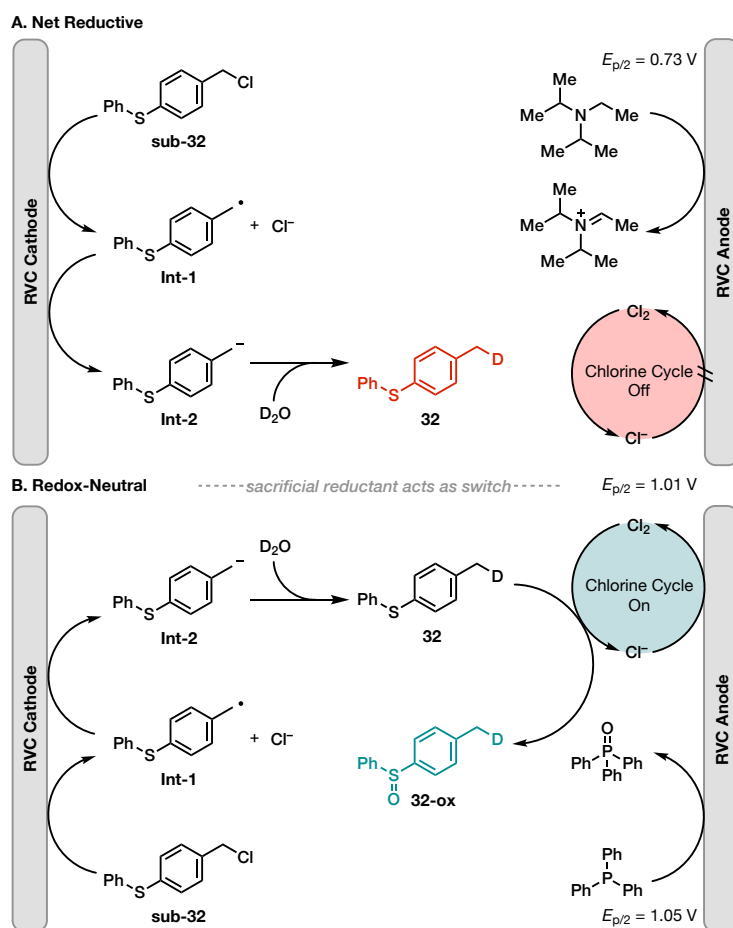 A. Net Reductive
RVC Cathode
RVC Anode
Ph
S
Cl
sub-32
Ph
S
•
Int-1
+ Cl⁻
Ph
S
−
Int-2
D₂O
Ph
S
D
32
E_p/2 = 0.73 V
Me
Me
N
Me
Me
Me
Me
Me
N
+
Me
Me
Me
Cl₂
Chlorine Cycle
Off
Cl⁻
B. Redox-Neutral
sacrificial reductant acts as switch
E_p/2 = 1.01 V
RVC Cathode
RVC Anode
Ph
S
−
Int-2
D₂O
Ph
S
D
32
Cl₂
Chlorine Cycle
On
Cl⁻
Ph
S
•
Int-1
+ Cl⁻
Ph
S
O
D
32-ox
O
P
Ph
Ph
Ph
Ph
S
Cl
sub-32
Ph
P
Ph
Ph
E_p/2 = 1.05 V